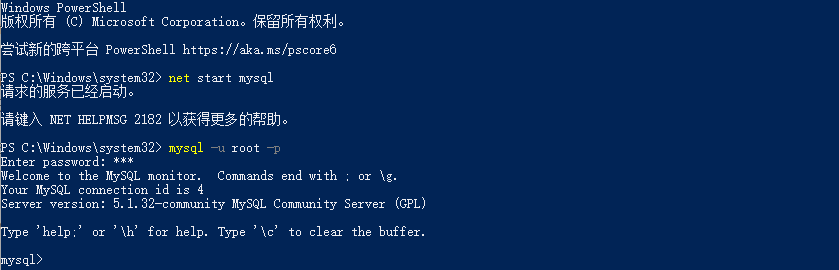 Windows PowerShell
版权所有 (C) Microsoft Corporation。保留所有权利。
尝试新的跨平台 PowerShell https://aka.ms/pscore6
PS C:\Windows\system32> net start mysql
请求的服务已经启动。
请键入 NET HELPMSG 2182 以获得更多的帮助。
PS C:\Windows\system32> mysql -u root -p
Enter password: ***
Welcome to the MySQL monitor.  Commands end with ; or \g.
Your MySQL connection id is 4
Server version: 5.1.32-community MySQL Community Server (GPL)
Type 'help;' or '\h' for help. Type '\c' to clear the buffer.
mysql>